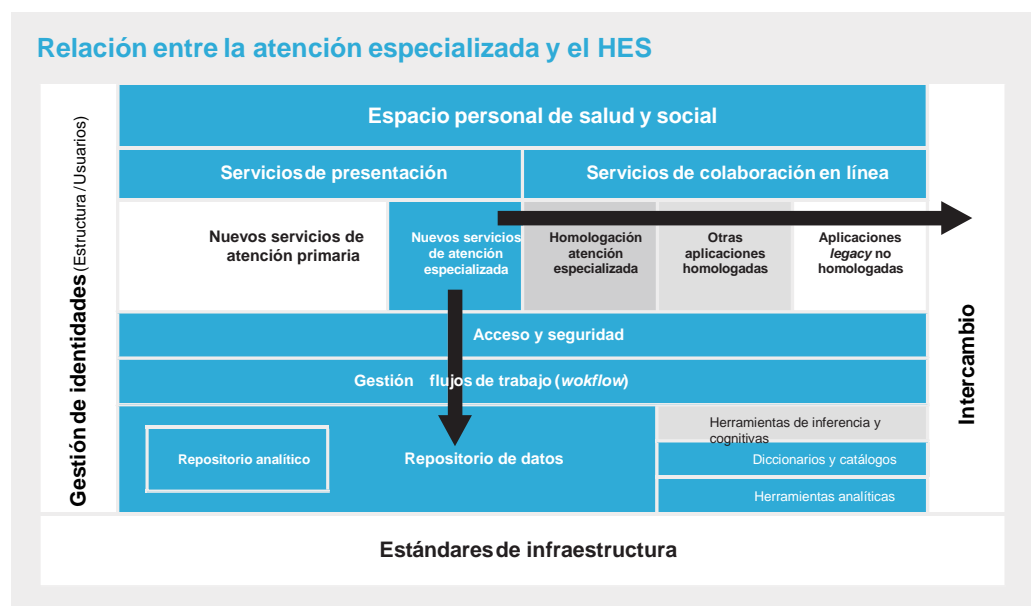 Relación entre la atención especializada y el HES
Gestión de identidades (Estructura / Usuarios)
Espacio personal de salud y social
Servicios de presentación
Servicios de colaboración en línea
Nuevos servicios de
atención primaria
Nuevos servicios
de atención
especializada
Homologación
atención
especializada
Otras
aplicaciones
homologadas
Aplicaciones
legacy no
homologadas
Acceso y seguridad
Gestión flujos de trabajo (wokflow)
Repositorio analítico
Repositorio de datos
Herramientas de inferencia y
cognitivas
Diccionarios y catálogos
Herramientas analíticas
Intercambio
Estándares de infraestructura